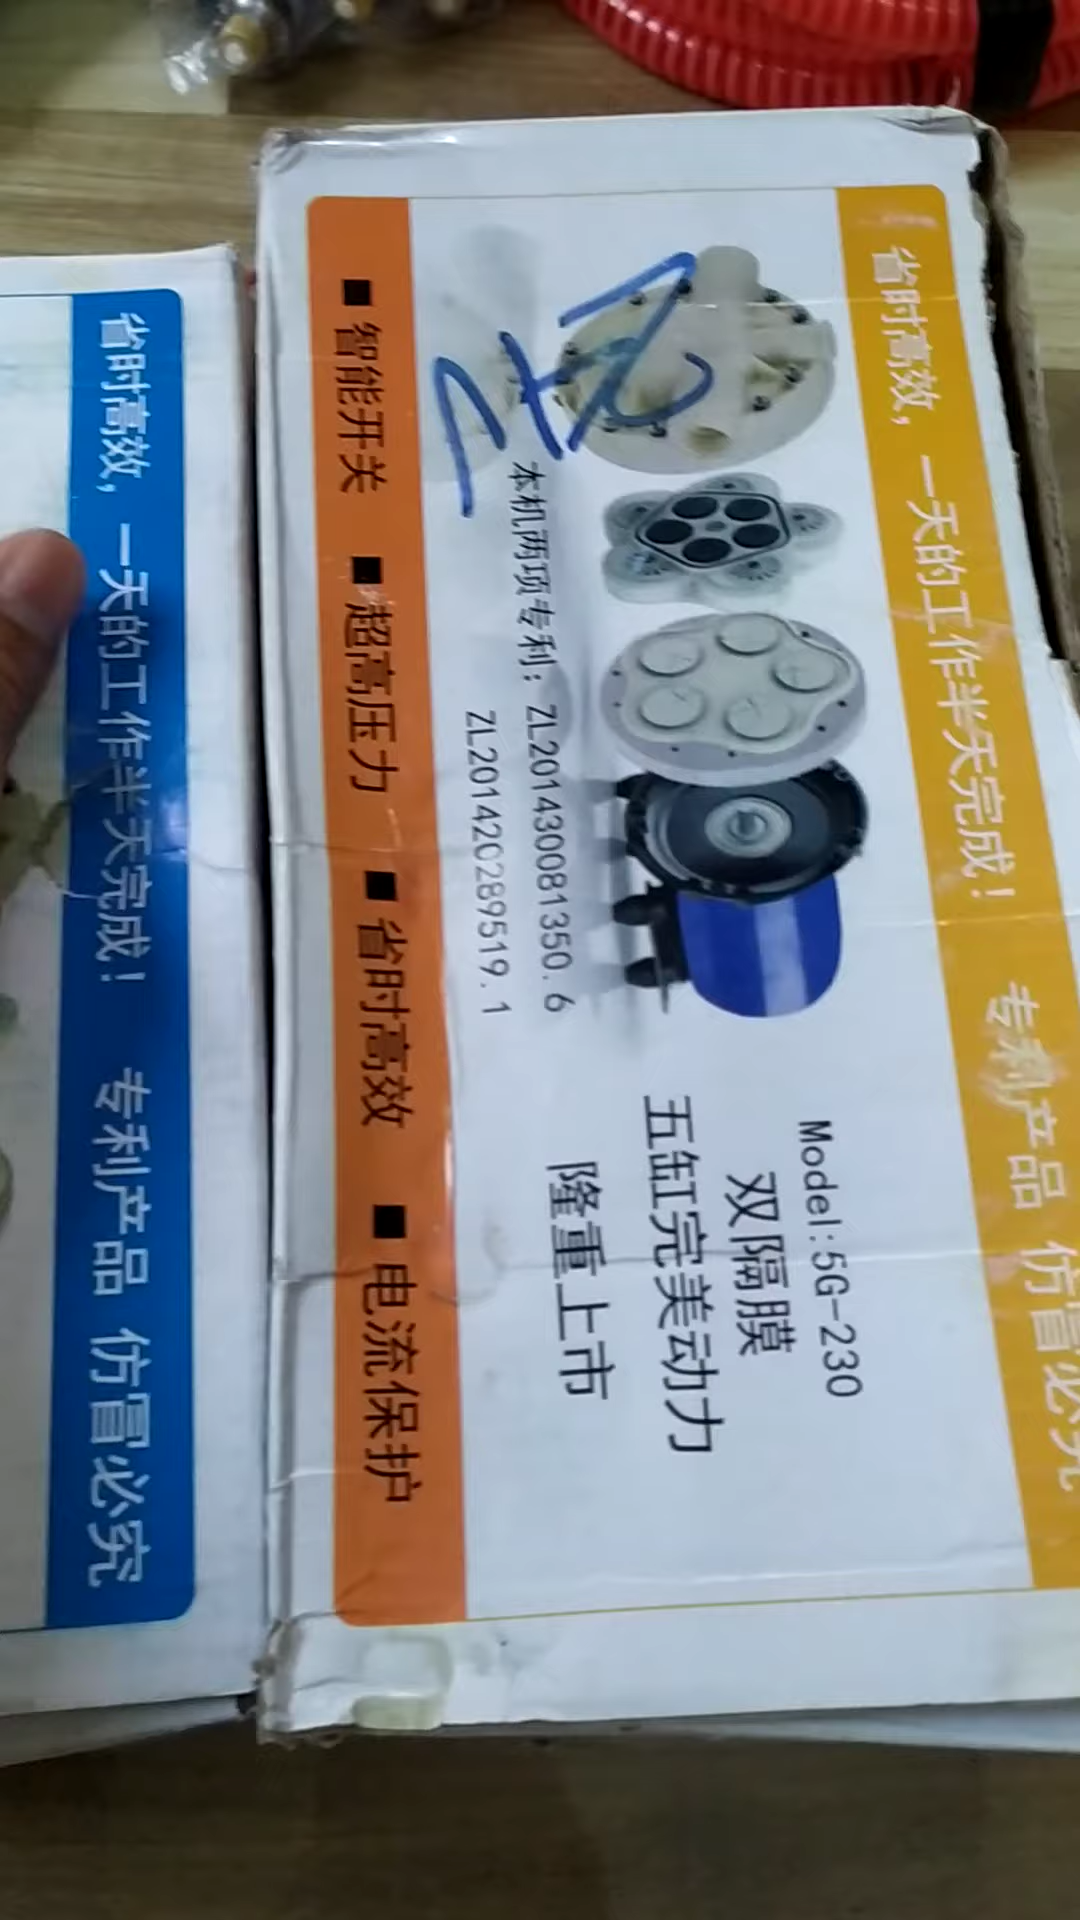 省时高效，一天的工作半天完成！ 专利产品 仿冒必究
Model:5G-230
双隔膜
五缸完美动力
隆重上市
本机两项专利：ZL201430081350.6
ZL201420289519.1
■ 智能开关 ■ 超高压力 ■ 省时高效 ■ 电流保护
省时高效，一天的工作半天完成！ 专利产品 仿冒必究